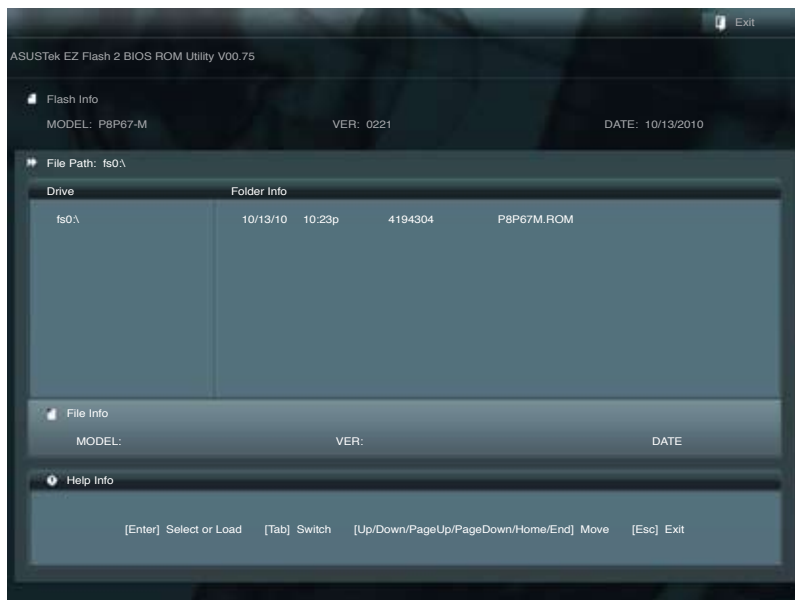 Exit
ASUSTek EZ Flash 2 BIOS ROM Utility V00.75
Flash Info
MODEL: P8P67-M VER: 0221 DATE: 10/13/2010
File Path: fs0:\
Drive Folder Info
fs0:\ 10/13/10 10:23p 4194304 P8P67M.ROM
File Info
MODEL: VER: DATE
Help Info
[Enter] Select or Load [Tab] Switch [Up/Down/PageUp/PageDown/Home/End] Move [Esc] Exit